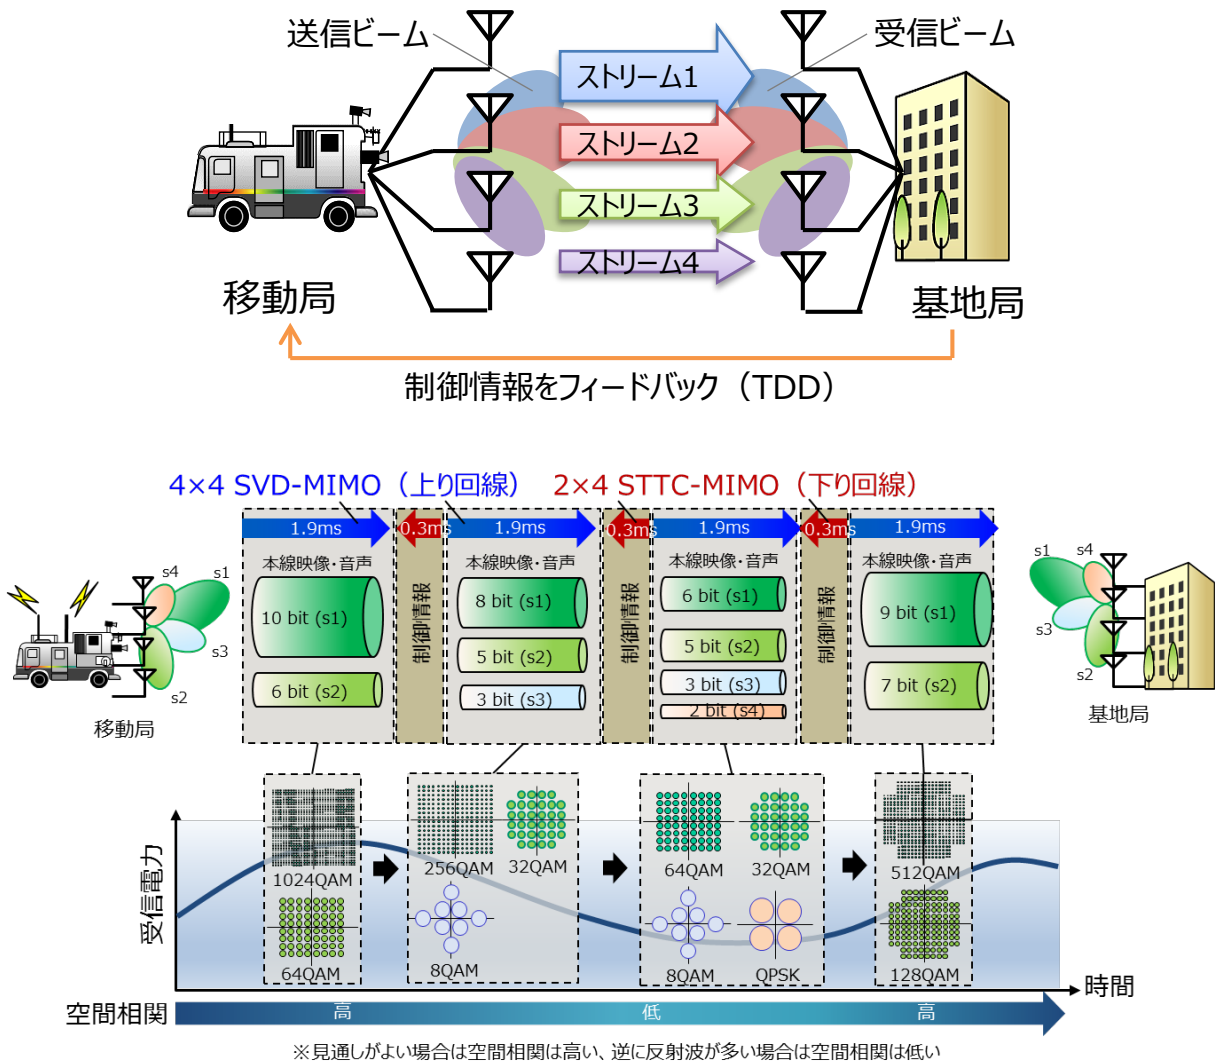 送信ビーム
受信ビーム
ストリーム1
ストリーム2
ストリーム3
ストリーム4
移動局
基地局
制御情報をフィードバック（TDD）
4×4 SVD-MIMO（上り回線）
2×4 STTC-MIMO（下り回線）
1.9ms
0.3ms
1.9ms
0.3ms
1.9ms
0.3ms
1.9ms
本線映像・音声
制御情報
本線映像・音声
制御情報
本線映像・音声
制御情報
本線映像・音声
10 bit (s1)
6 bit (s2)
8 bit (s1)
5 bit (s2)
3 bit (s3)
6 bit (s1)
5 bit (s2)
3 bit (s3)
2 bit (s4)
9 bit (s1)
7 bit (s2)
s4
s1
s3
s2
移動局
s1
s4
s3
s2
基地局
受信電力
1024QAM
64QAM
256QAM
32QAM
8QAM
64QAM
32QAM
8QAM
QPSK
512QAM
128QAM
時間
空間相関
高
低
高
※見通しがよい場合は空間相関は高い、逆に反射波が多い場合は空間相関は低い